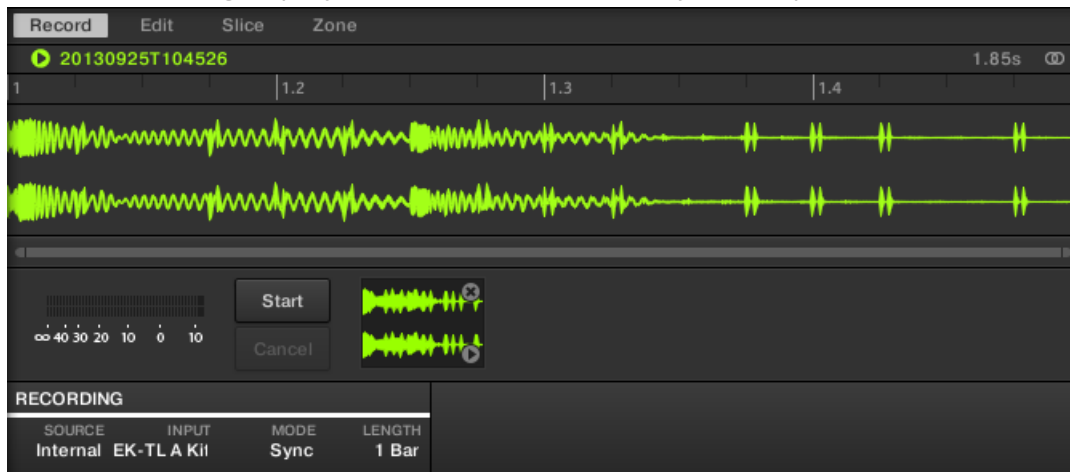 Record Edit Slice Zone
20130925T104526 1.85s
1 1.2 1.3 1.4
Start
∞ 40 30 20 10 0 10
Cancel
RECORDING
SOURCE INPUT MODE LENGTH
Internal EK-TL A Kit Sync 1 Bar